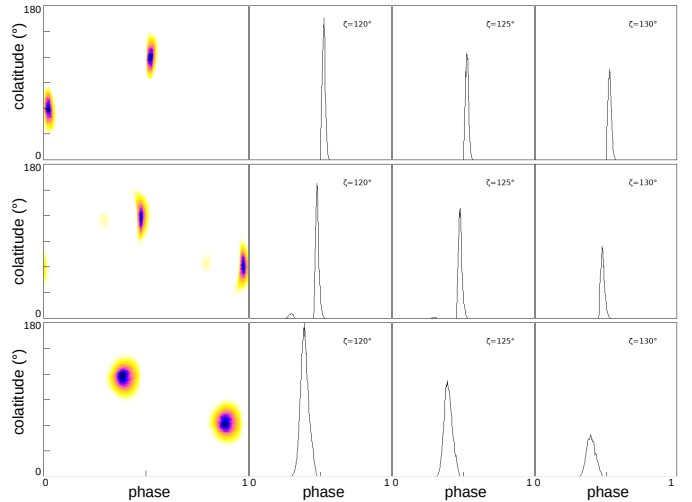 180
colatitude (°)
0
ζ=120°
ζ=125°
ζ=130°
180
colatitude (°)
0
ζ=120°
ζ=125°
ζ=130°
180
colatitude (°)
0
ζ=120°
ζ=125°
ζ=130°
0
phase
1 0
phase
1 0
phase
1 0
phase
1